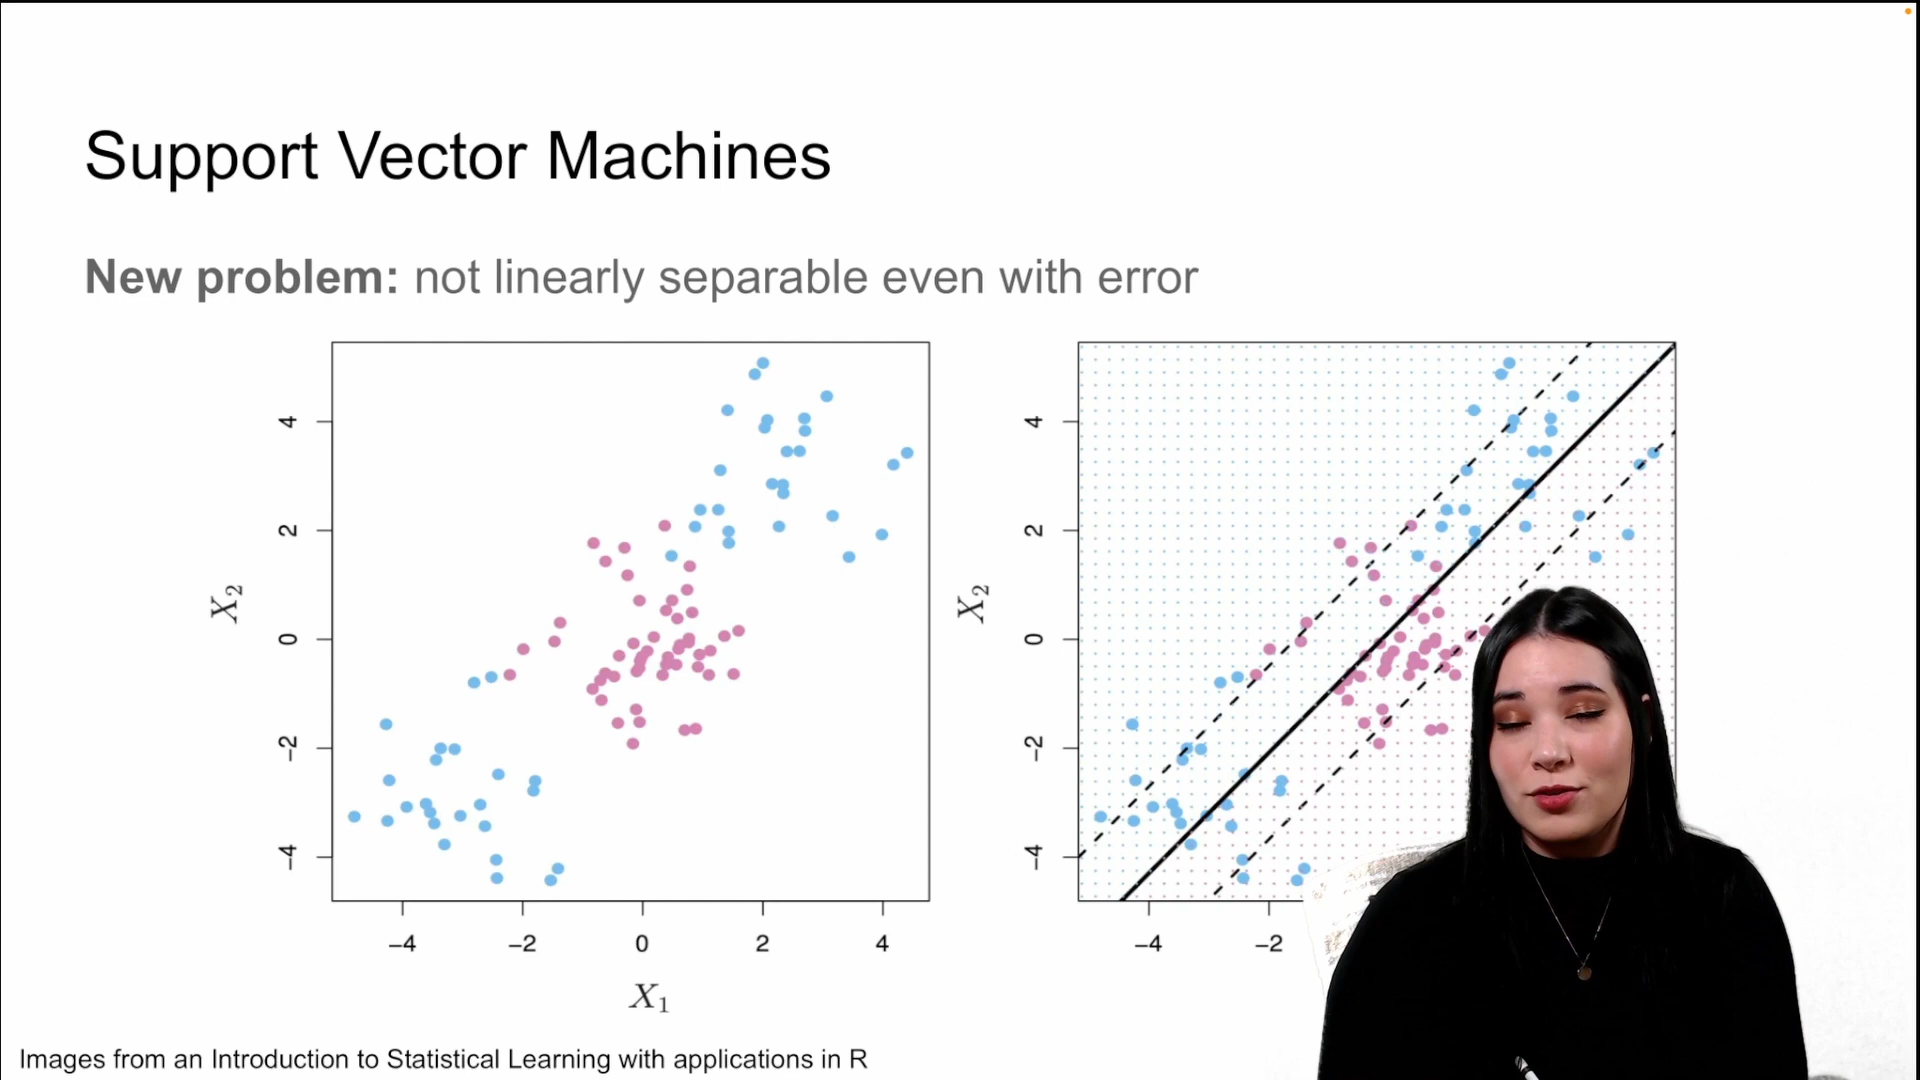 Support Vector Machines
New problem: not linearly separable even with error
4
2
0
−2
−4
X₂
−4 −2 0 2 4
X₁
4
2
0
−2
−4
X₂
−4 −2
Images from an Introduction to Statistical Learning with applications in R